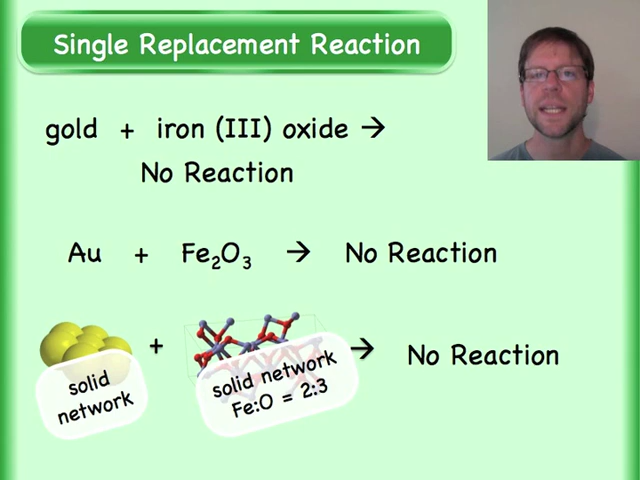 Single Replacement Reaction
gold + iron (III) oxide →
No Reaction
Au + Fe₂O₃ → No Reaction
+ → No Reaction
solid
network
solid network
Fe:O = 2:3